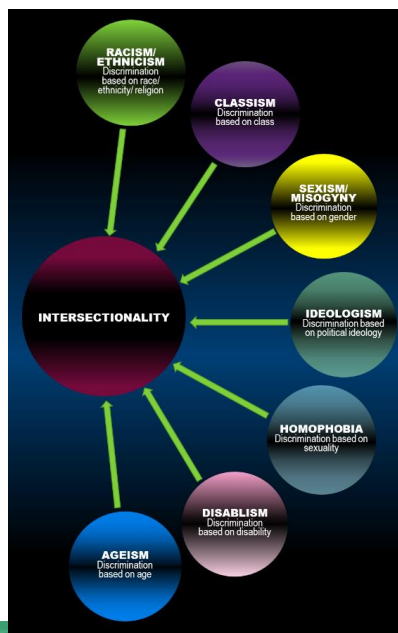 RACISM/
ETHNICISM
Discrimination
based on race/
ethnicity/ religion
CLASSISM
Discrimination
based on class
SEXISM/
MISOGYNY
Discrimination
based on gender
INTERSECTIONALITY
IDEOLOGISM
Discrimination based
on political ideology
HOMOPHOBIA
Discrimination based on
sexuality
DISABLISM
Discrimination
based on disability
AGEISM
Discrimination
based on age